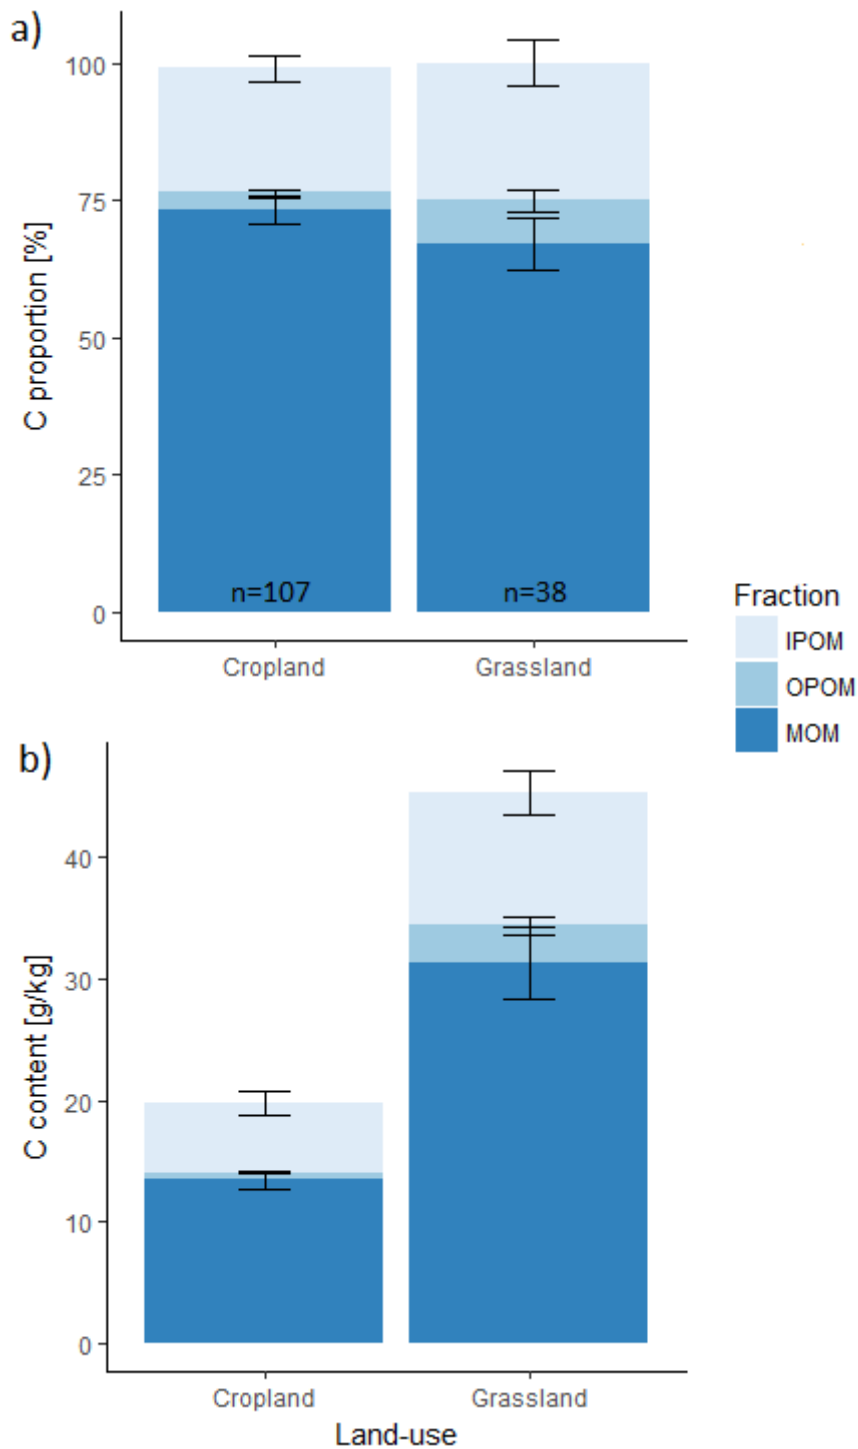 a)
C proportion [%]
100
75
50
25
0
n=107
n=38
Cropland
Grassland
Fraction
IPOM
OPOM
MOM
b)
C content [g/kg]
40
30
20
10
0
Cropland
Grassland
Land-use